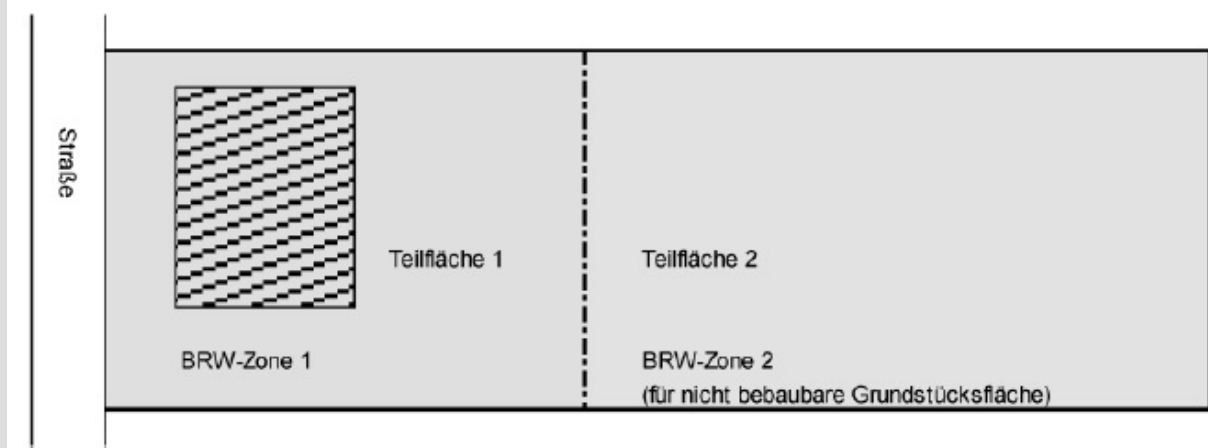 Straße
Teilfläche 1
Teilfläche 2
BRW-Zone 1
BRW-Zone 2
(für nicht bebaubare Grundstücksfläche)